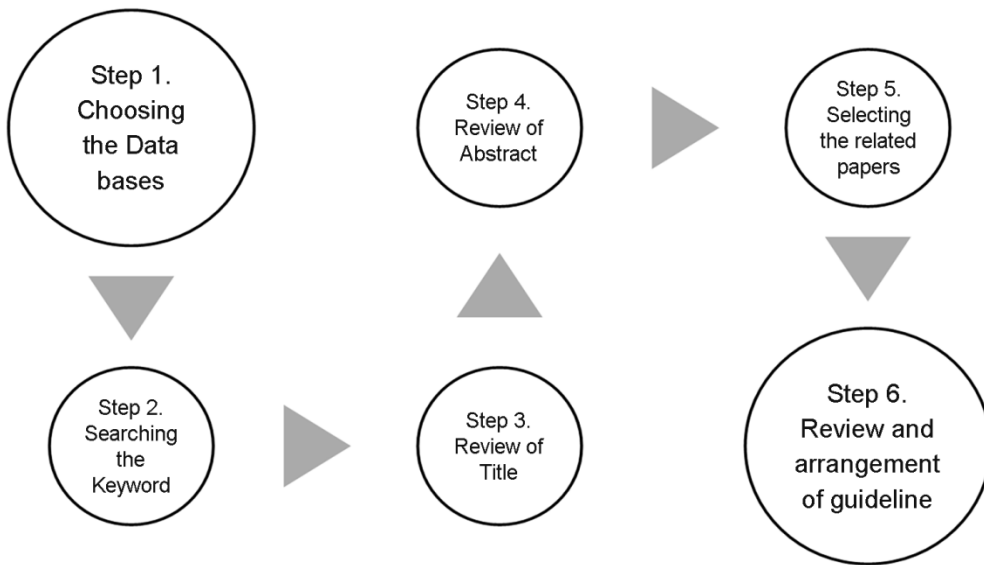 Step 1.
Choosing
the Data
bases
Step 2.
Searching
the
Keyword
Step 3.
Review of
Title
Step 4.
Review of
Abstract
Step 5.
Selecting
the related
papers
Step 6.
Review and
arrangement
of guideline